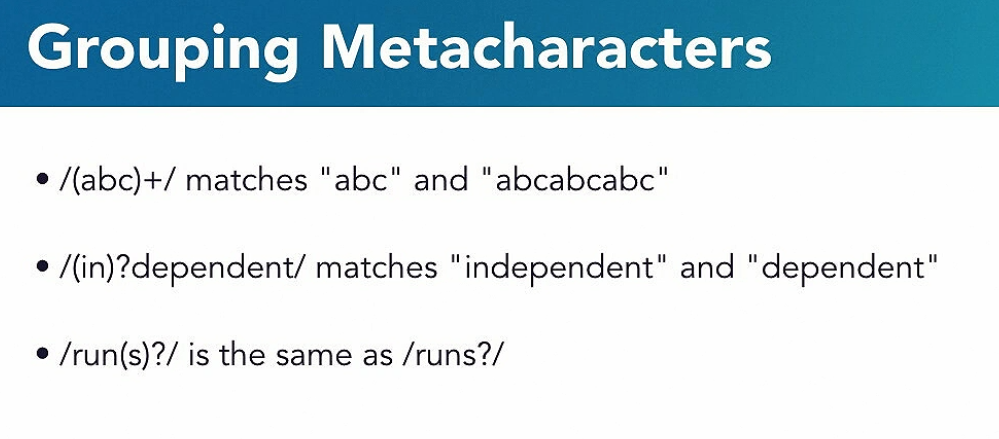 Grouping Metacharacters
• /(abc)+/ matches "abc" and "abcabcabc"
• /(in)?dependent/ matches "independent" and "dependent"
• /run(s)?/ is the same as /runs?/